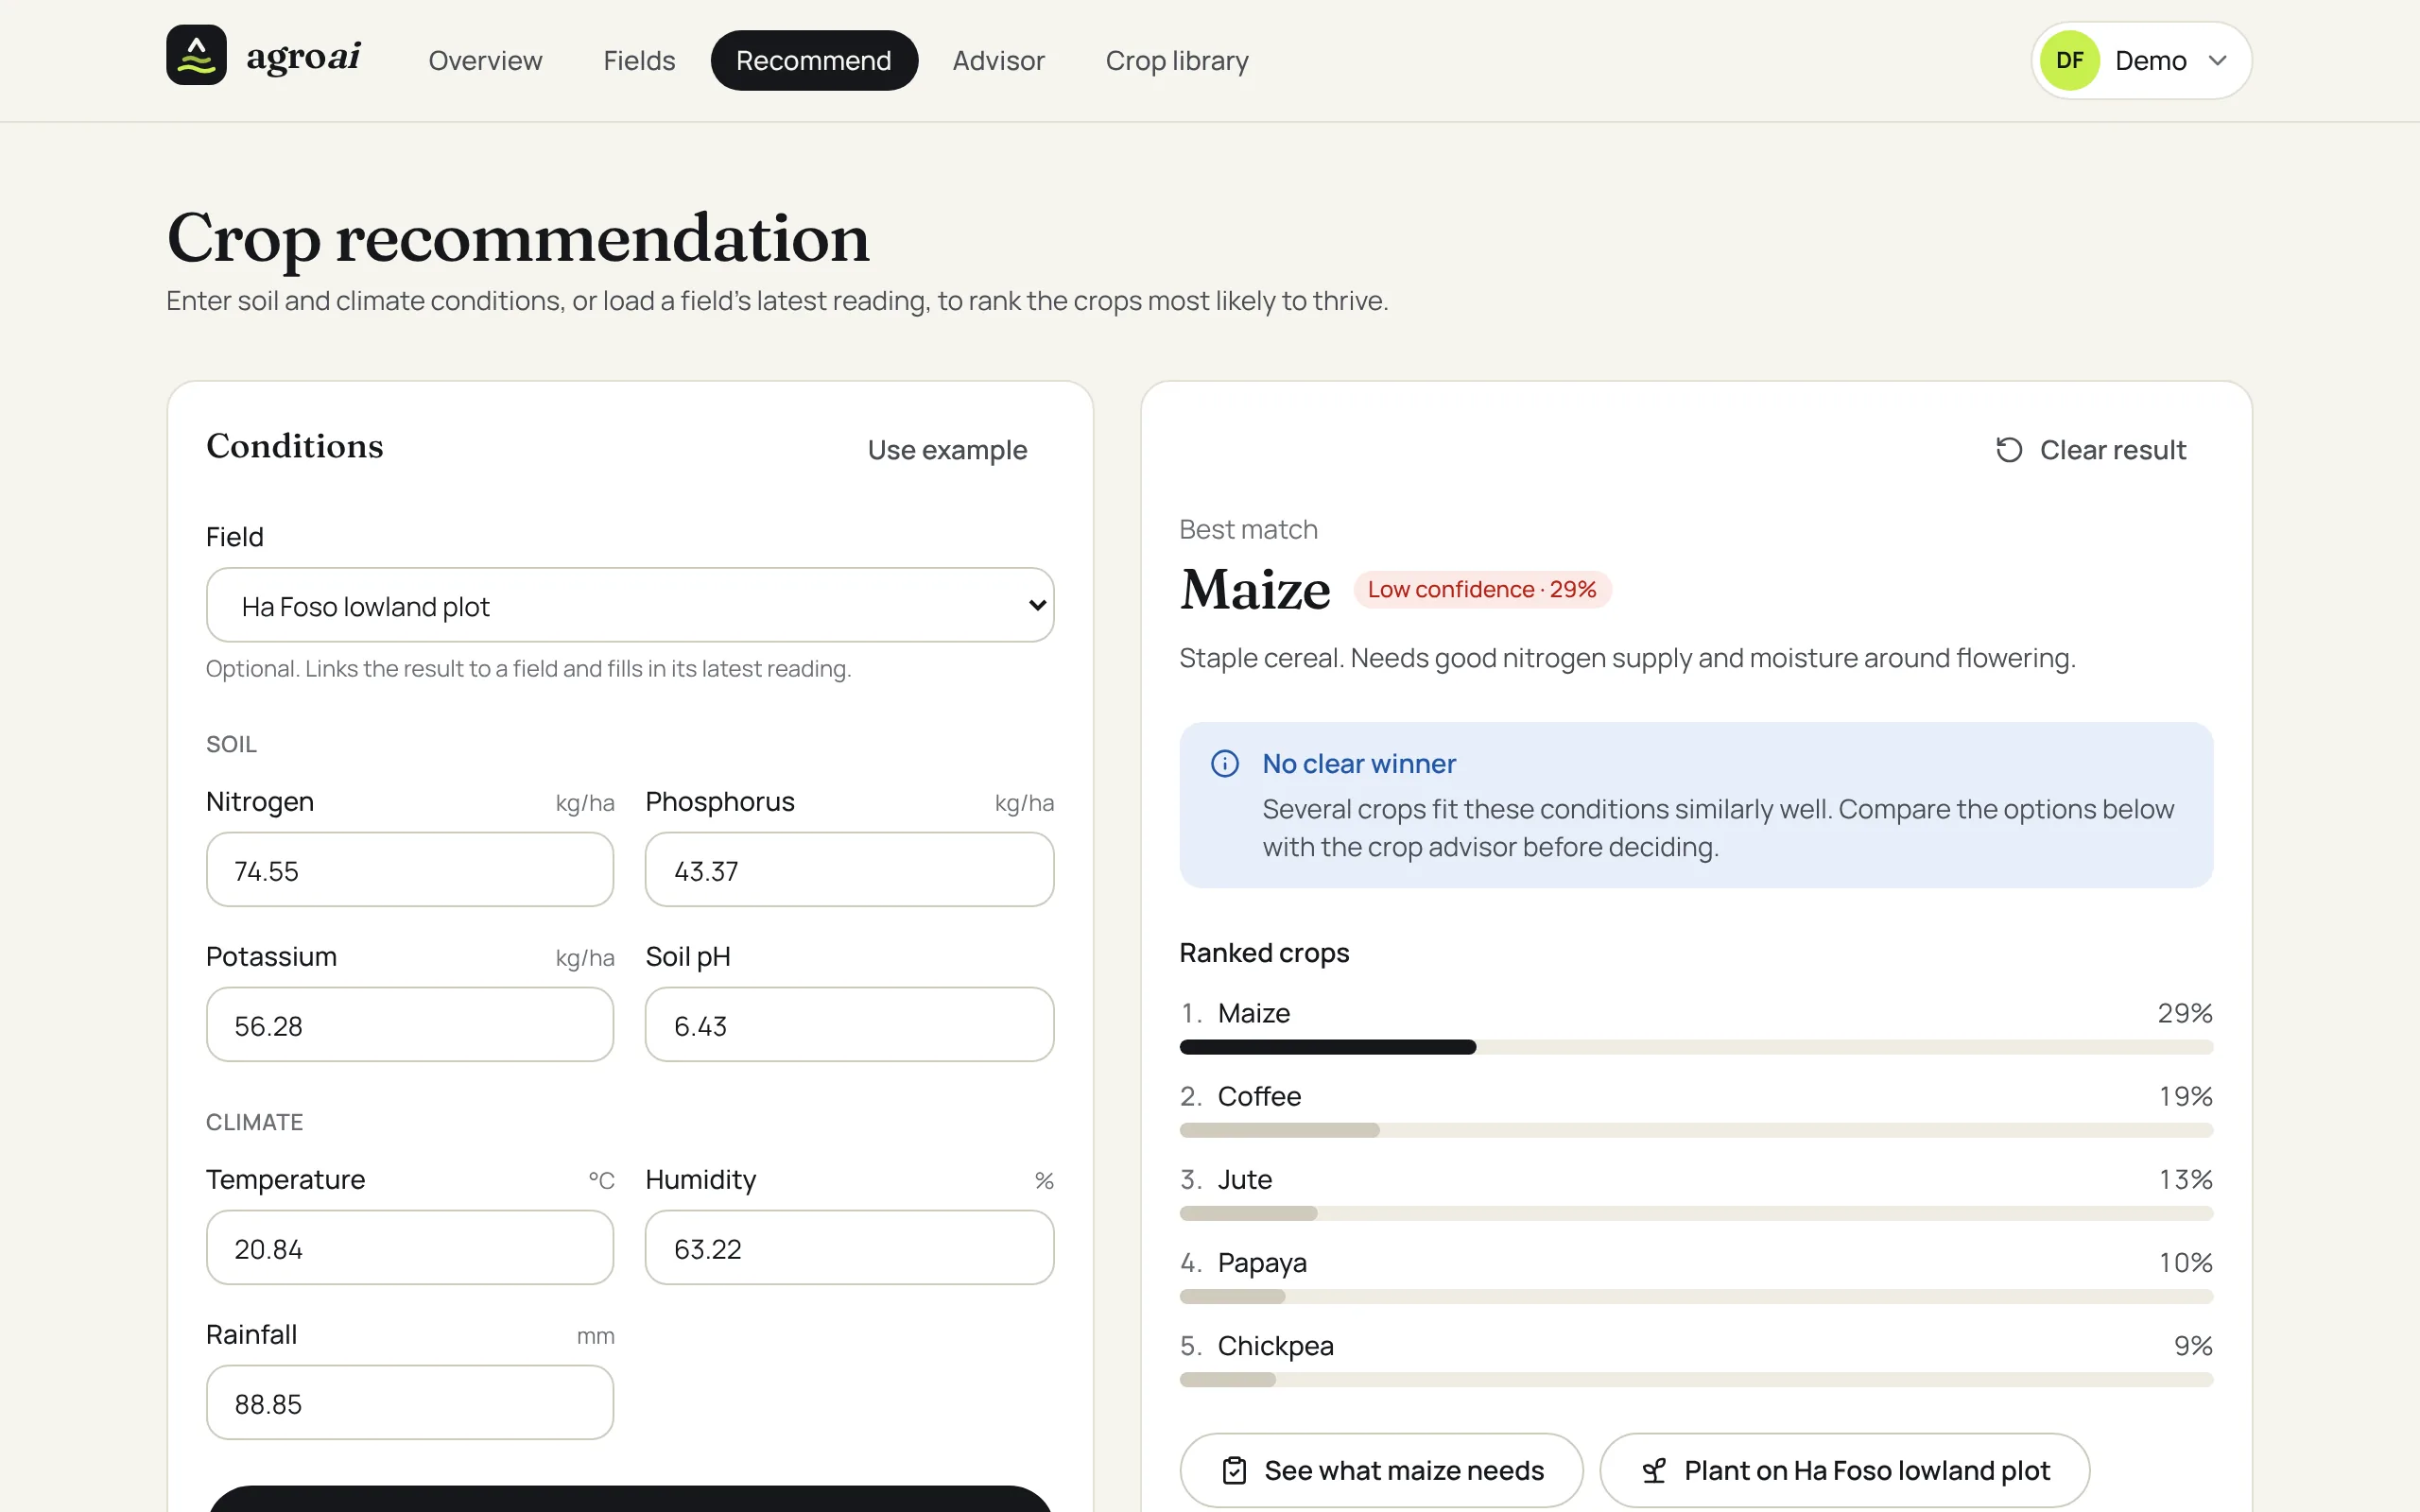 agroai
Overview
Fields
Recommend
Advisor
Crop library
DF
Demo
Crop recommendation
Enter soil and climate conditions, or load a field's latest reading, to rank the crops most likely to thrive.
Conditions
Use example
Field
Ha Foso lowland plot
Optional. Links the result to a field and fills in its latest reading.
SOIL
Nitrogen kg/ha
74.55
Phosphorus kg/ha
43.37
Potassium kg/ha
56.28
Soil pH
6.43
CLIMATE
Temperature °C
20.84
Humidity %
63.22
Rainfall mm
88.85
Clear result
Best match
Maize
Low confidence · 29%
Staple cereal. Needs good nitrogen supply and moisture around flowering.
No clear winner
Several crops fit these conditions similarly well. Compare the options below
with the crop advisor before deciding.
Ranked crops
1. Maize 29%
2. Coffee 19%
3. Jute 13%
4. Papaya 10%
5. Chickpea 9%
See what maize needs
Plant on Ha Foso lowland plot